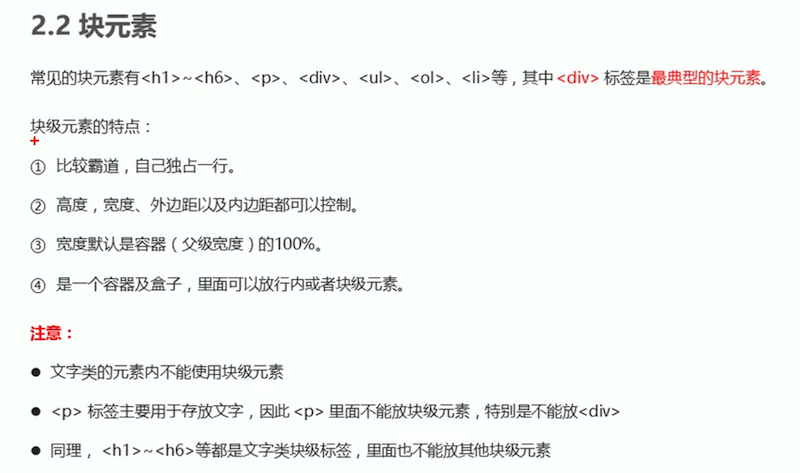 2.2 块元素
常见的块元素有<h1>~<h6>、<p>、<div>、<ul>、<ol>、<li>等，其中 <div> 标签是最典型的块元素。
块级元素的特点：
① 比较霸道，自己独占一行。
② 高度，宽度、外边距以及内边距都可以控制。
③ 宽度默认是容器（父级宽度）的100%。
④ 是一个容器及盒子，里面可以放行内或者块级元素。
注意：
● 文字类的元素内不能使用块级元素
● <p> 标签主要用于存放文字，因此 <p> 里面不能放块级元素，特别是不能放<div>
● 同理， <h1>~<h6>等都是文字类块级标签，里面也不能放其他块级元素